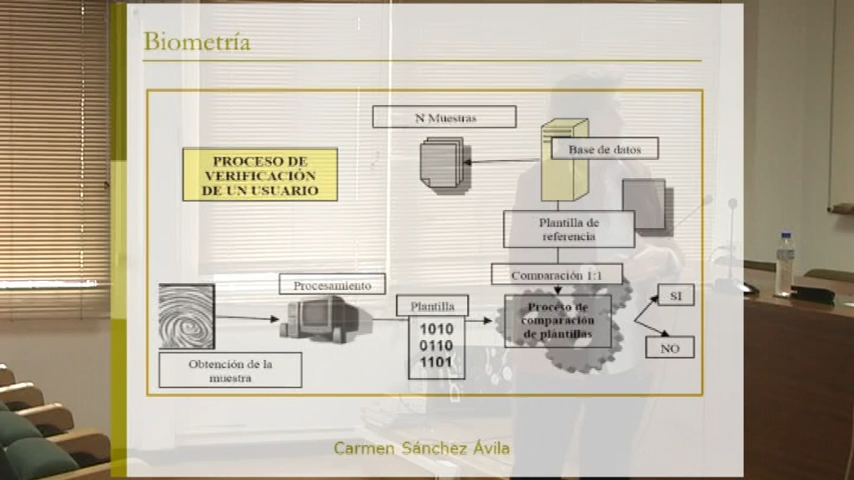 Biometría
N Muestras
PROCESO DE
VERIFICACIÓN
DE UN USUARIO
Base de datos
Plantilla de
referencia
Comparación 1:1
Procesamiento
Plantilla
1010
0110
1101
Proceso de
comparación
de plantillas
SI
NO
Obtención de la
muestra
Carmen Sánchez Ávila